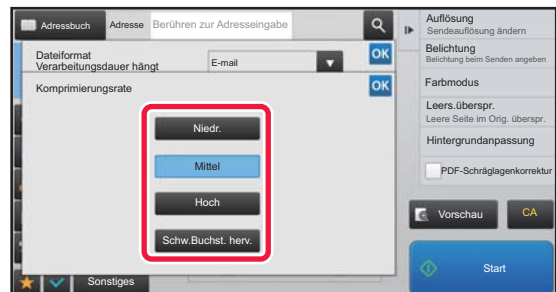 Adressbuch
Adresse
Berühren zur Adresseingabe
Dateiformat
Verarbeitungsdauer hängt
E-mail
OK
Komprimierungsrate
OK
Niedr.
Mittel
Hoch
Schw.Buchst. herv.
Sonstiges
Auflösung
Sendeauflösung ändern
Belichtung
Belichtung beim Senden angeben
Farbmodus
Leers.überspr.
Leere Seite im Orig. überspr.
Hintergrundanpassung
PDF-Schräglagenkorrektur
Vorschau
CA
Start